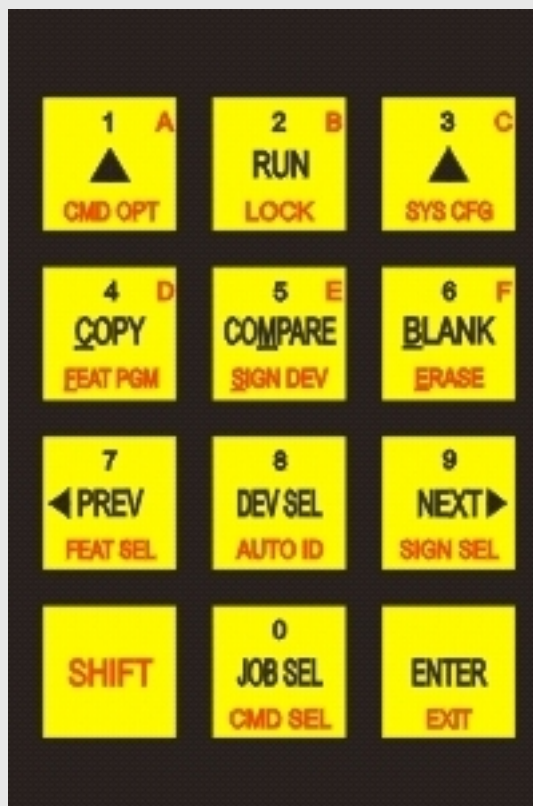 1 A
CMD OPT
2 B
RUN
LOCK
3 C
SYS CFG
4 D
COPY
FEAT PGM
5 E
COMPARE
SIGN DEV
6 F
BLANK
ERASE
7
PREV
FEAT SEL
8
DEV SEL
AUTO ID
9
NEXT
SIGN SEL
SHIFT
0
JOB SEL
CMD SEL
ENTER
EXIT